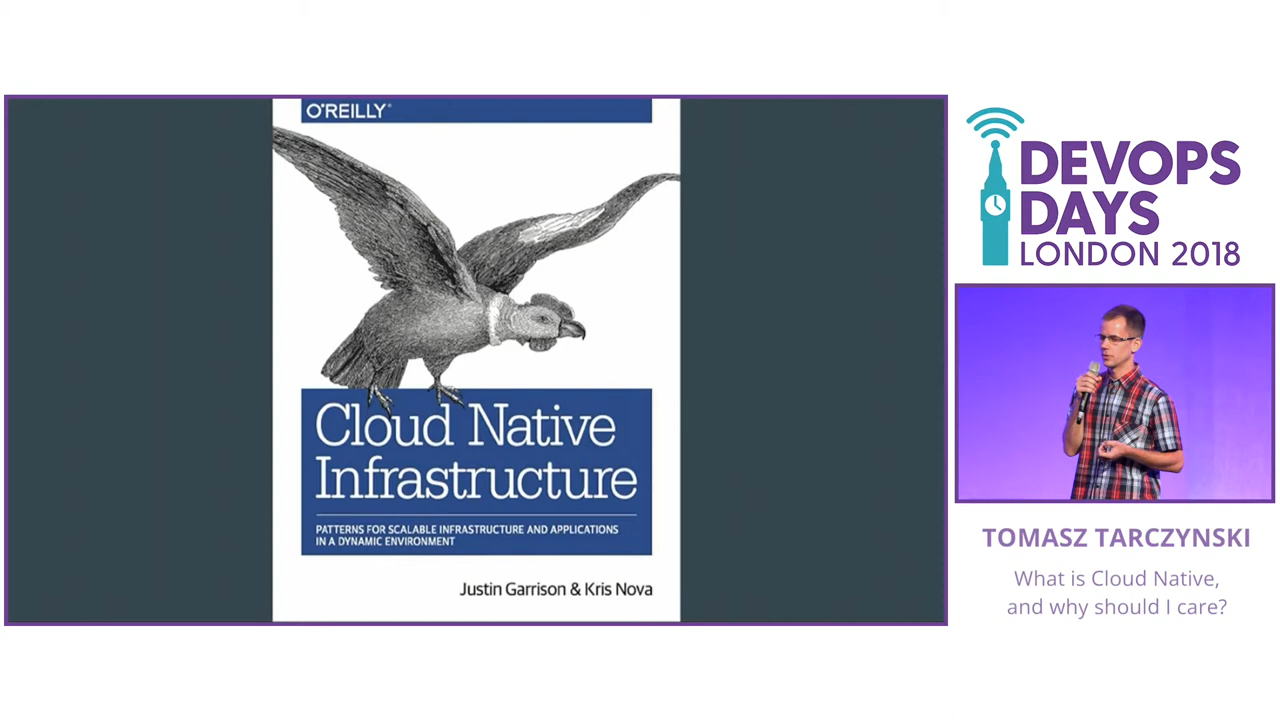 O'REILLY®
Cloud Native
Infrastructure
PATTERNS FOR SCALABLE INFRASTRUCTURE AND APPLICATIONS
IN A DYNAMIC ENVIRONMENT
Justin Garrison & Kris Nova
DEVOPS
DAYS
LONDON 2018
TOMASZ TARCZYNSKI
What is Cloud Native,
and why should I care?